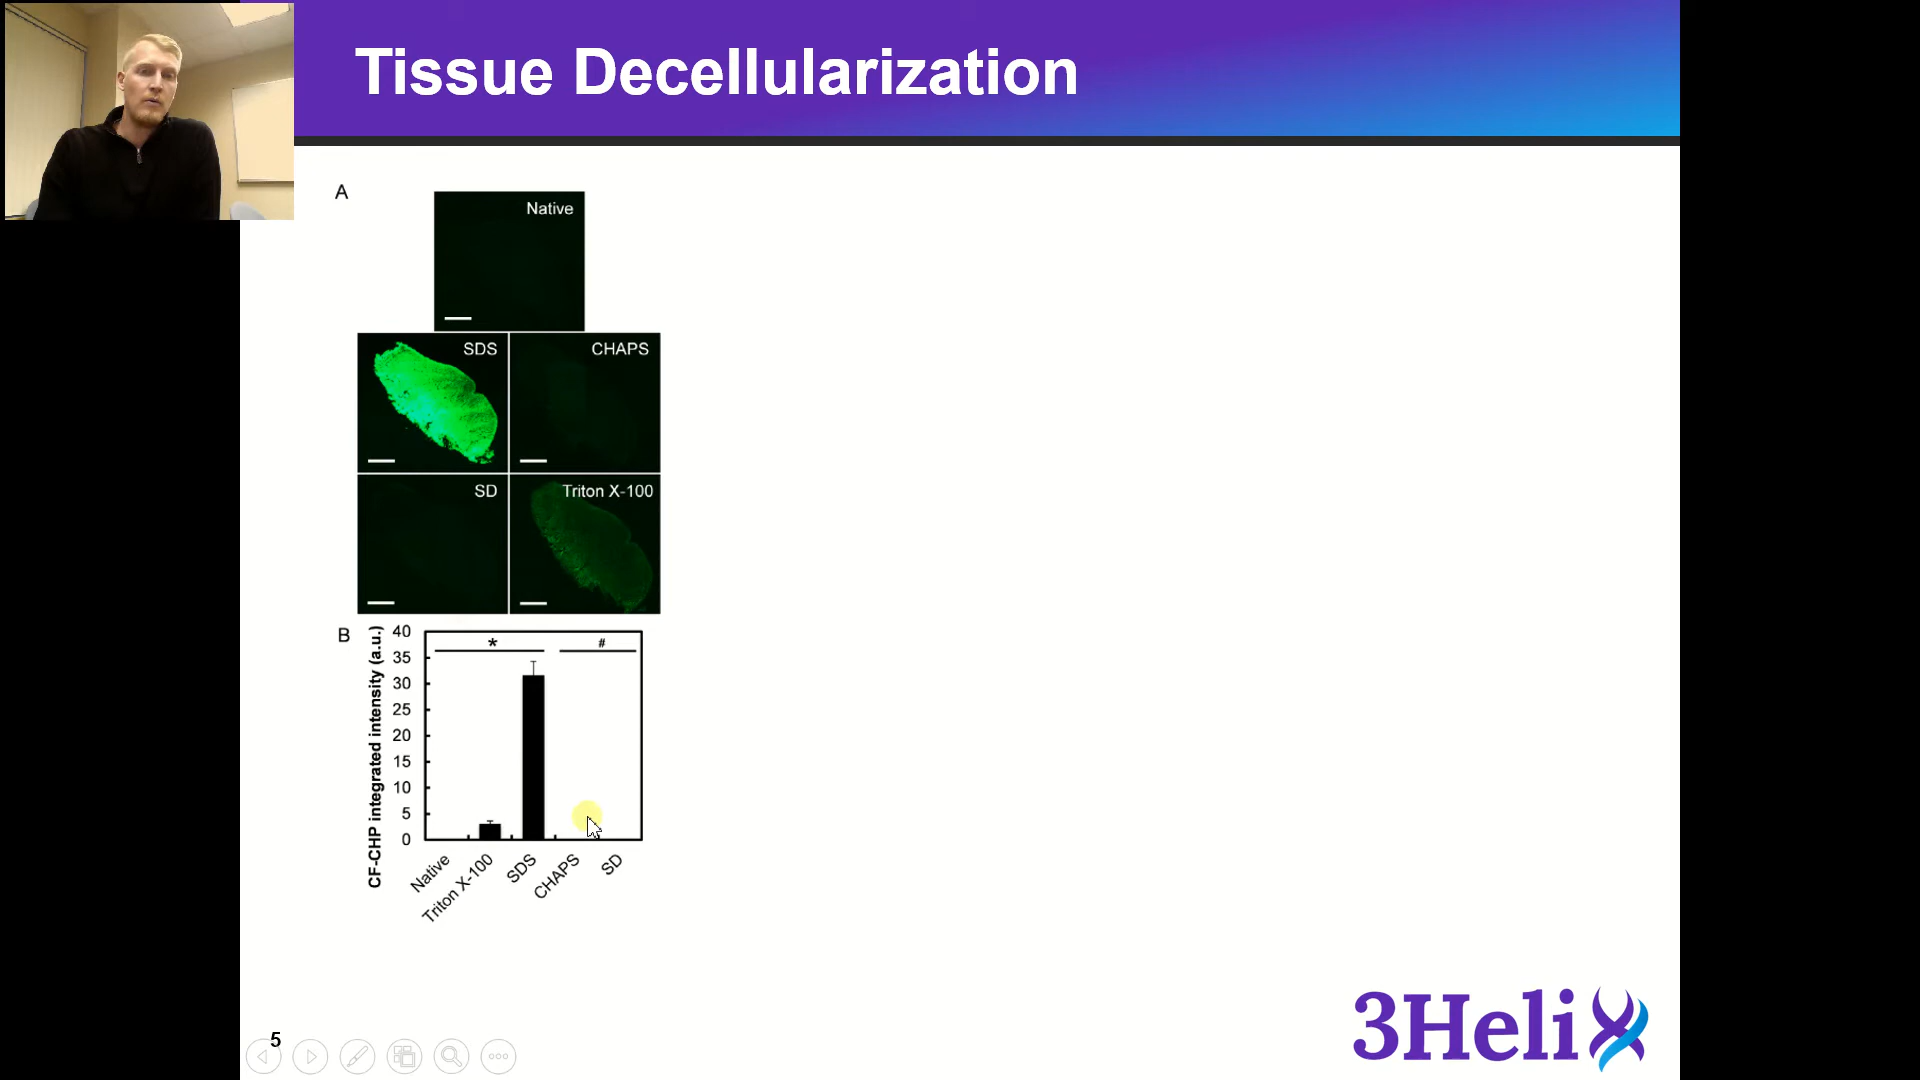 Tissue Decellularization
A
Native
SDS
CHAPS
SD
Triton X-100
B
CF-CHP integrated intensity (a.u.)
40
35
30
25
20
15
10
5
0
*
#
Native
Triton X-100
SDS
CHAPS
SD
5
3Helix